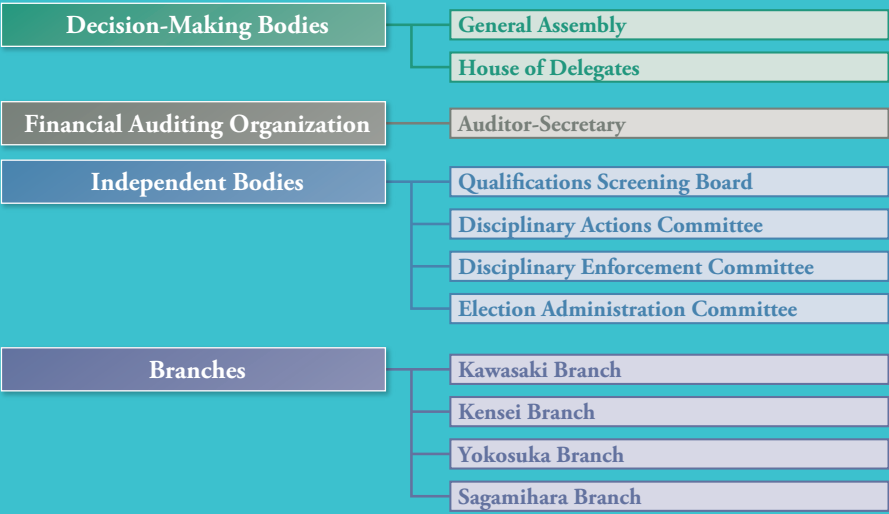 Decision-Making Bodies
General Assembly
House of Delegates
Financial Auditing Organization
Auditor-Secretary
Independent Bodies
Qualifications Screening Board
Disciplinary Actions Committee
Disciplinary Enforcement Committee
Election Administration Committee
Branches
Kawasaki Branch
Kensei Branch
Yokosuka Branch
Sagamihara Branch